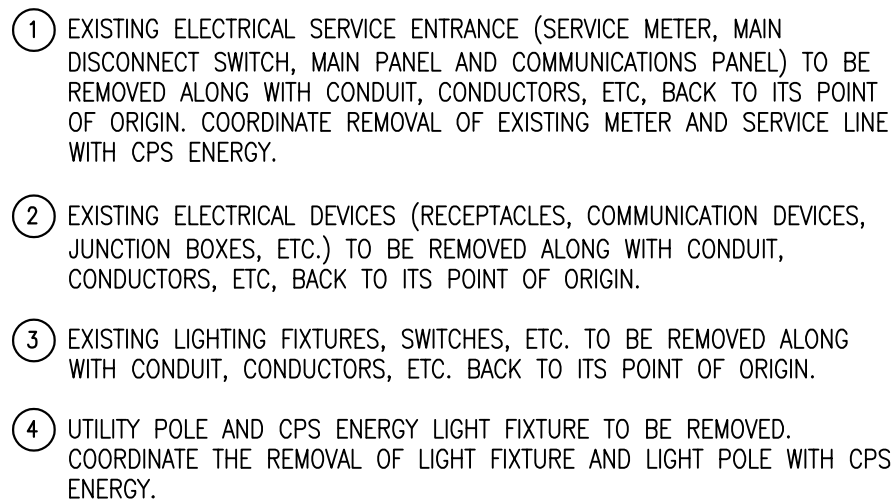 1 EXISTING ELECTRICAL SERVICE ENTRANCE (SERVICE METER, MAIN
DISCONNECT SWITCH, MAIN PANEL AND COMMUNICATIONS PANEL) TO BE
REMOVED ALONG WITH CONDUIT, CONDUCTORS, ETC, BACK TO ITS POINT
OF ORIGIN. COORDINATE REMOVAL OF EXISTING METER AND SERVICE LINE
WITH CPS ENERGY.
2 EXISTING ELECTRICAL DEVICES (RECEPTACLES, COMMUNICATION DEVICES,
JUNCTION BOXES, ETC.) TO BE REMOVED ALONG WITH CONDUIT,
CONDUCTORS, ETC, BACK TO ITS POINT OF ORIGIN.
3 EXISTING LIGHTING FIXTURES, SWITCHES, ETC. TO BE REMOVED ALONG
WITH CONDUIT, CONDUCTORS, ETC. BACK TO ITS POINT OF ORIGIN.
4 UTILITY POLE AND CPS ENERGY LIGHT FIXTURE TO BE REMOVED.
COORDINATE THE REMOVAL OF LIGHT FIXTURE AND LIGHT POLE WITH CPS
ENERGY.